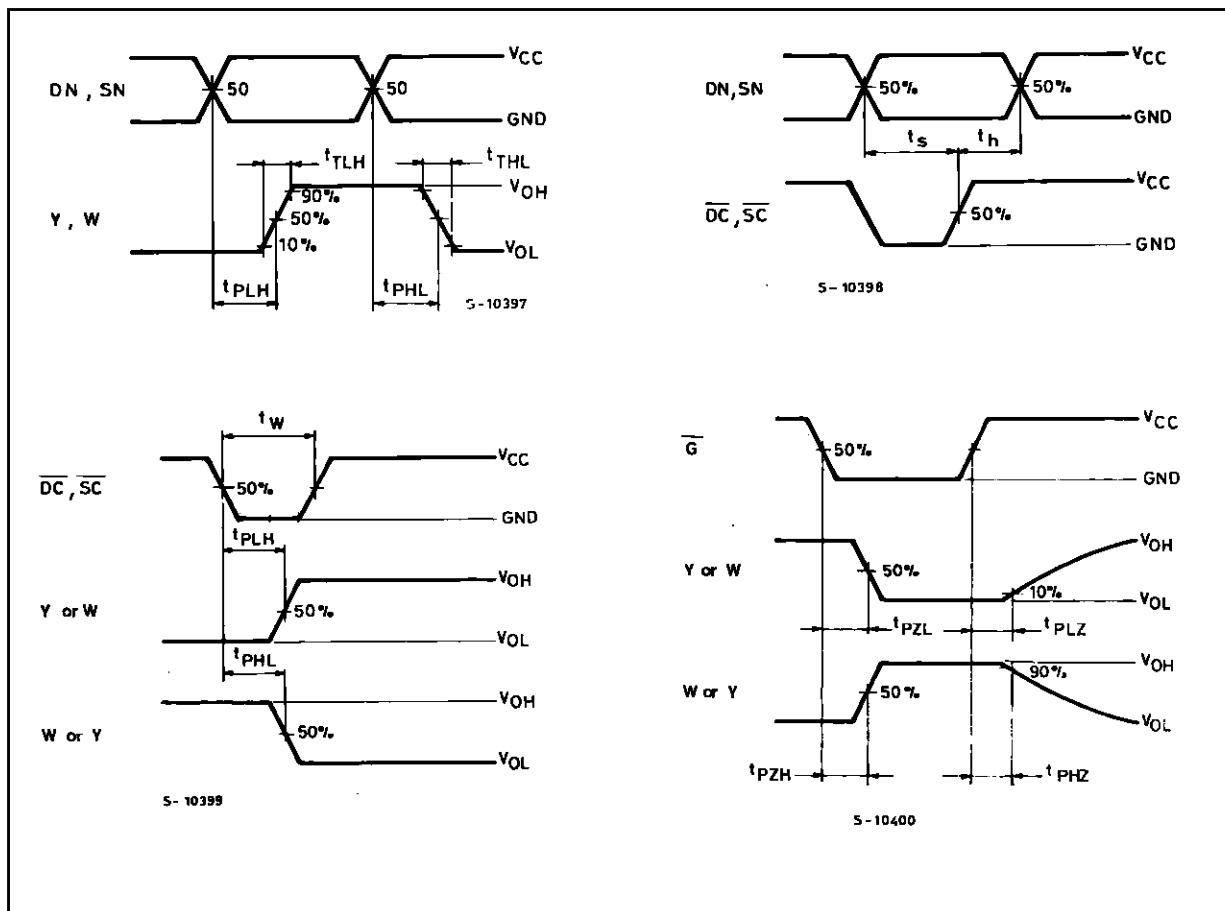 DN, SN
50
50
VCC
GND
tTLH
tTHL
Y, W
90%
50%
10%
VOH
VOL
tPLH
tPHL
S-10397
DN,SN
50%
50%
VCC
GND
ts
th
DC, SC
50%
VCC
GND
S-10398
tW
DC, SC
50%
VCC
GND
tPLH
Y or W
50%
VOH
VOL
tPHL
W or Y
50%
VOH
VOL
S-10399
G
50%
VCC
GND
Y or W
50%
10%
VOH
VOL
tPZL
tPLZ
W or Y
50%
90%
VOH
VOL
tPZH
tPHZ
S-10400